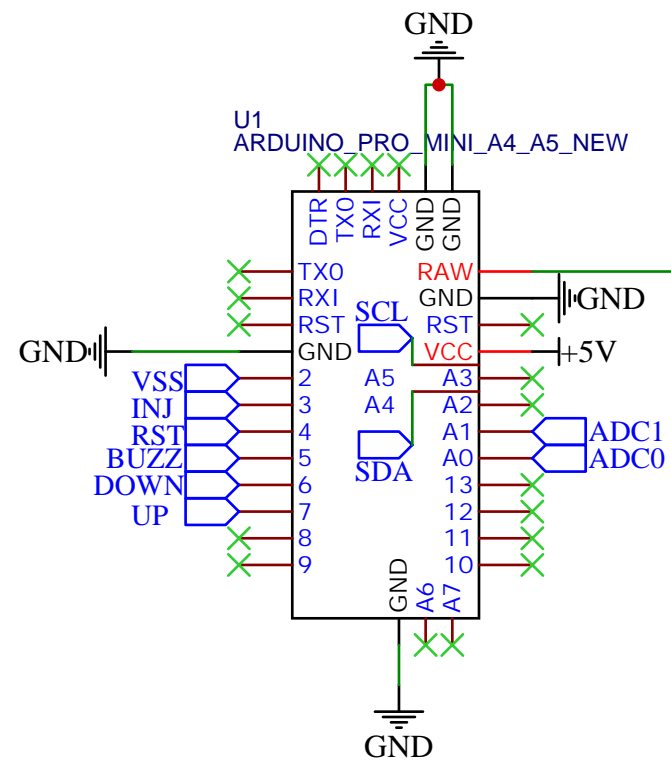 GND
U1
ARDUINO_PRO_MINI_A4_A5_NEW
DTR
TX0
RXI
VCC
GND
GND
TX0
RAW
RXI
GND
GND
RST
SCL
RST
GND
GND
VCC
+5V
VSS
2
A5
A3
INJ
3
A4
A2
RST
4
A1
ADC1
BUZZ
5
SDA
A0
ADC0
DOWN
6
13
UP
7
12
8
11
9
10
GND
A6
A7
GND